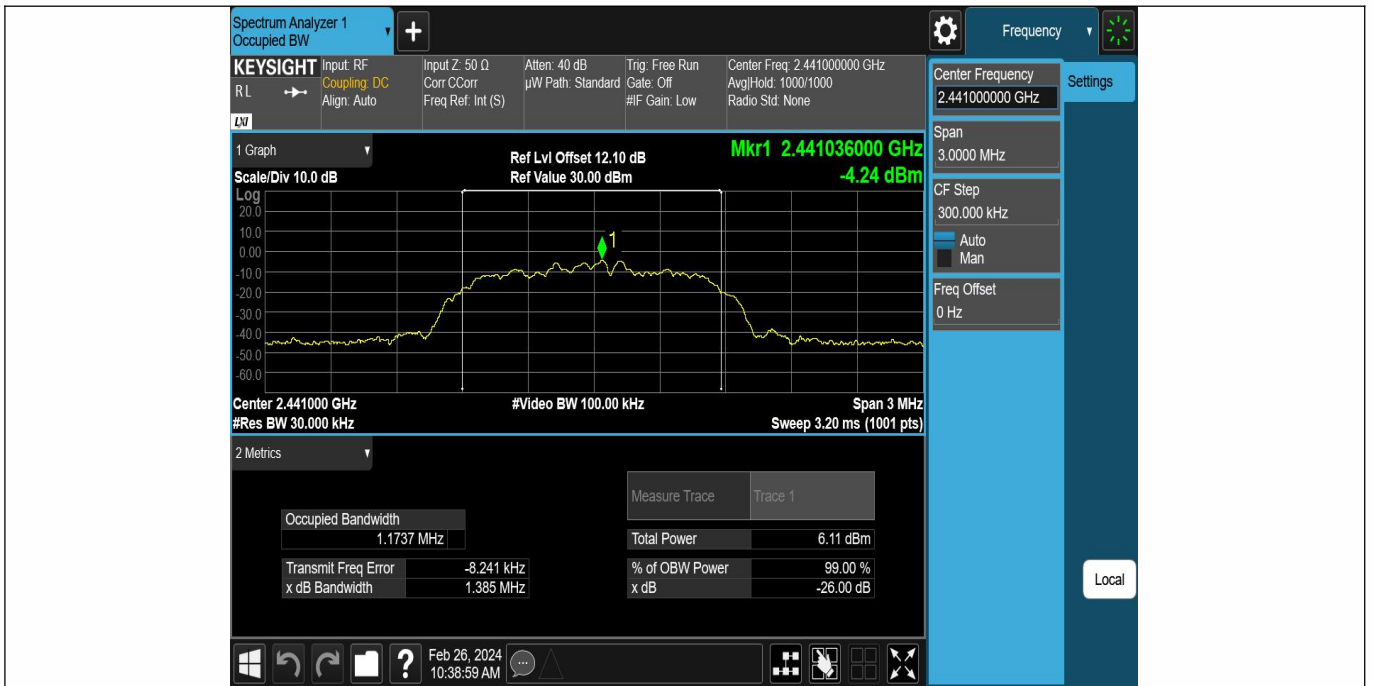 Spectrum Analyzer 1
Occupied BW
+
Frequency
KEYSIGHT
RL
LXI
Input: RF
Coupling: DC
Align: Auto
Input Z: 50 Ω
Corr CCorr
Freq Ref: Int (S)
Atten: 40 dB
µW Path: Standard
Trig: Free Run
Gate: Off
#IF Gain: Low
Center Freq: 2.441000000 GHz
Avg|Hold: 1000/1000
Radio Std: None
1 Graph
Scale/Div 10.0 dB
Ref Lvl Offset 12.10 dB
Ref Value 30.00 dBm
Mkr1 2.441036000 GHz
-4.24 dBm
Log
20.0
10.0
0.00
-10.0
-20.0
-30.0
-40.0
-50.0
-60.0
1
Center 2.441000 GHz
#Res BW 30.000 kHz
#Video BW 100.00 kHz
Span 3 MHz
Sweep 3.20 ms (1001 pts)
2 Metrics
Measure Trace Trace 1
Occupied Bandwidth
1.1737 MHz
Total Power 6.11 dBm
Transmit Freq Error -8.241 kHz
x dB Bandwidth 1.385 MHz
% of OBW Power 99.00 %
x dB -26.00 dB
Center Frequency
2.441000000 GHz
Settings
Span
3.0000 MHz
CF Step
300.000 kHz
Auto
Man
Freq Offset
0 Hz
Local
?
Feb 26, 2024
10:38:59 AM